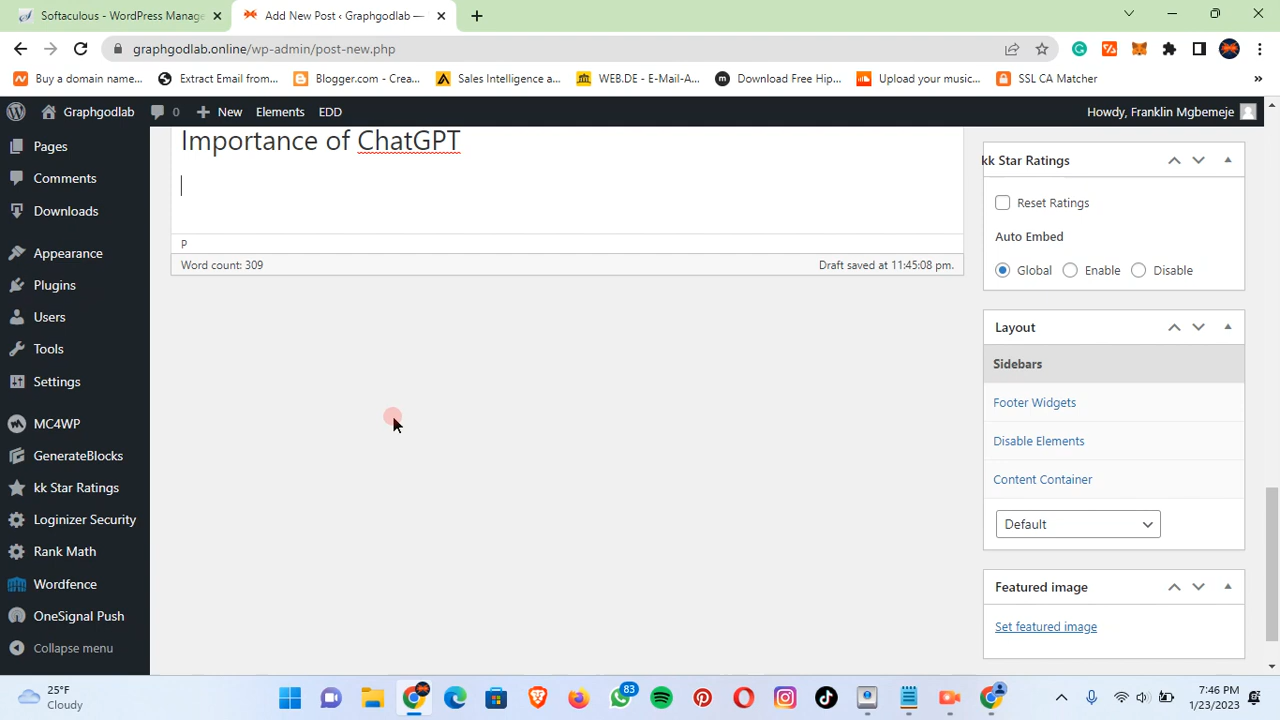 Softaculous - WordPress Manage
Add New Post ‹ Graphgodlab —
graphgodlab.online/wp-admin/post-new.php
Buy a domain name...
Extract Email from...
Blogger.com - Crea...
Sales Intelligence a...
WEB.DE - E-Mail-A...
Download Free Hip...
Upload your music...
SSL CA Matcher
»
Graphgodlab 0 New Elements EDD
Howdy, Franklin Mgbemeje
Pages
Comments
Downloads
Appearance
Plugins
Users
Tools
Settings
MC4WP
GenerateBlocks
kk Star Ratings
Loginizer Security
Rank Math
Wordfence
OneSignal Push
Collapse menu
Importance of ChatGPT
P
Word count: 309
Draft saved at 11:45:08 pm.
kk Star Ratings
Reset Ratings
Auto Embed
Global Enable Disable
Layout
Sidebars
Footer Widgets
Disable Elements
Content Container
Default
Featured image
Set featured image
25°F
Cloudy
83
7:46 PM
1/23/2023